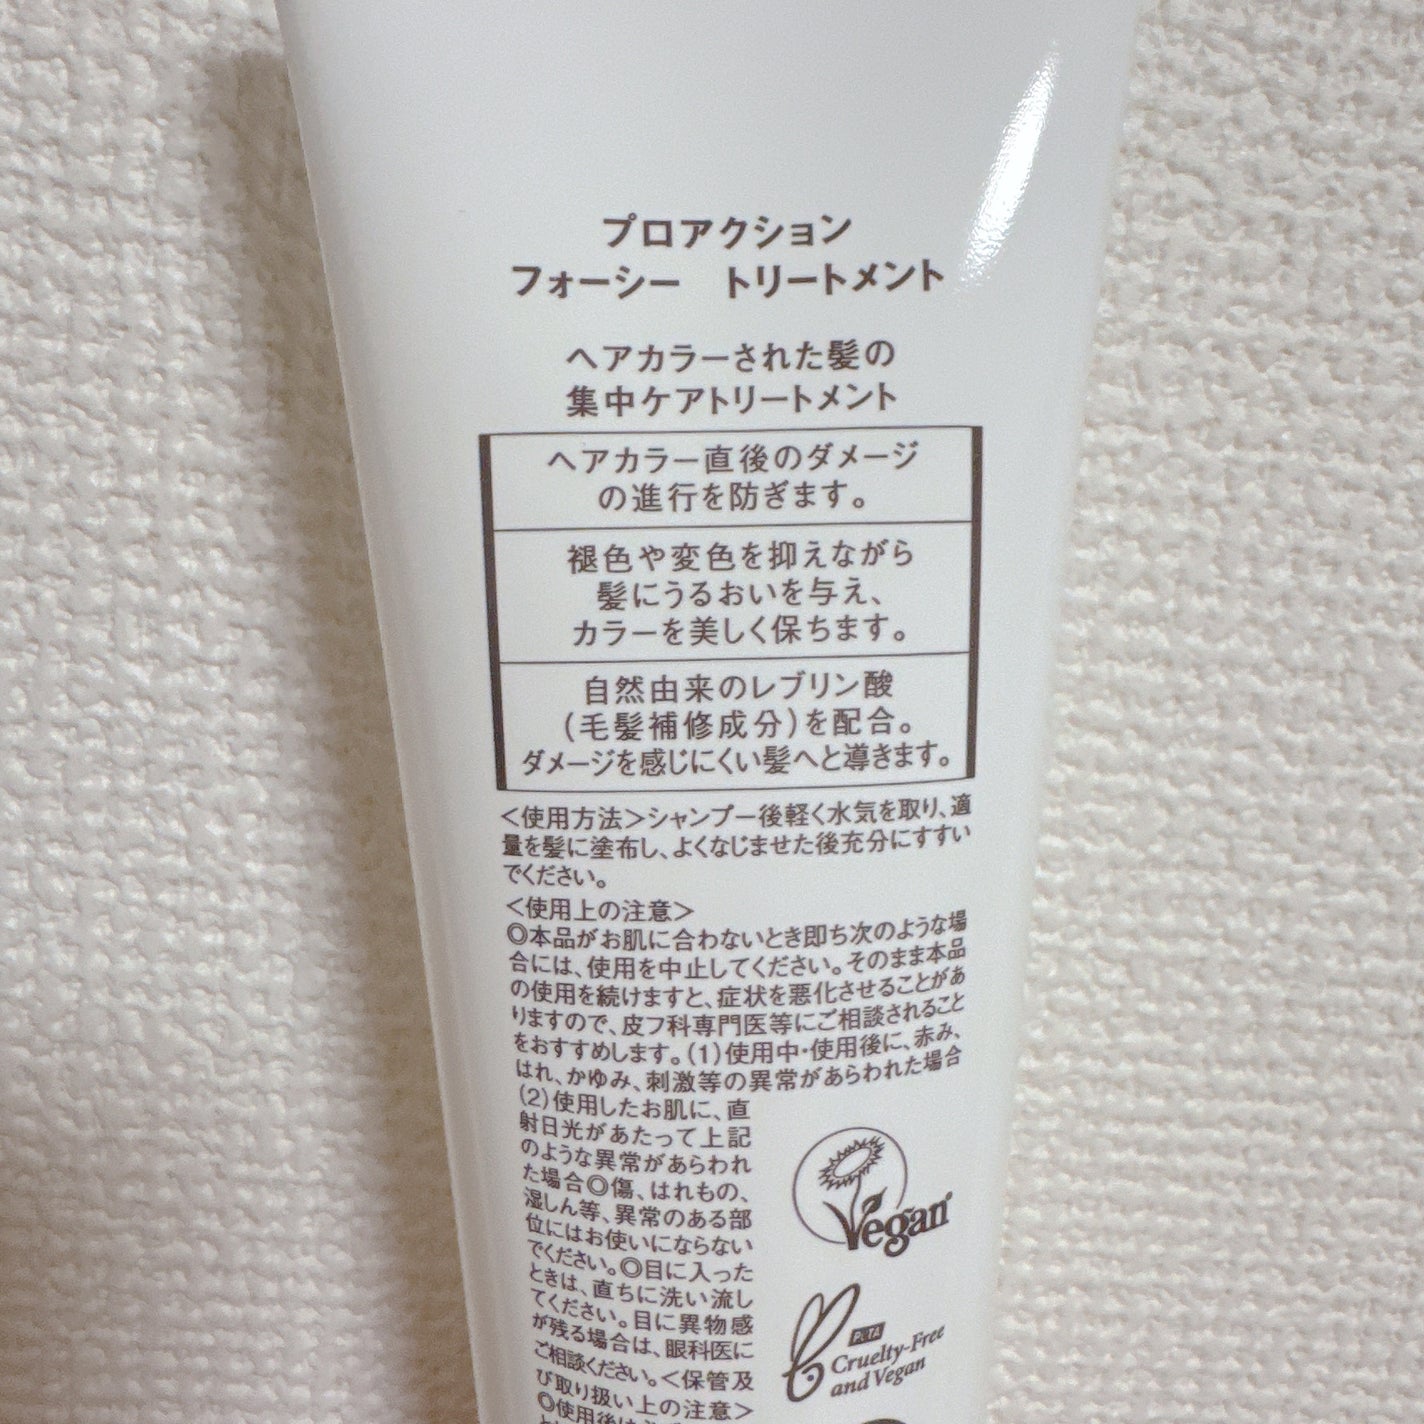 プロアクション
フォーシー　トリートメント
ヘアカラーされた髪の
集中ケアトリートメント
ヘアカラー直後のダメージ
の進行を防ぎます。
褪色や変色を抑えながら
髪にうるおいを与え、
カラーを美しく保ちます。
自然由来のレブリン酸
(毛髪補修成分)を配合。
ダメージを感じにくい髪へと導きます。
＜使用方法＞シャンプー後軽く水気を取り、適
量を髪に塗布し、よくなじませた後充分にすすい
でください。
＜使用上の注意＞
◎本品がお肌に合わないとき即ち次のような場
合には、使用を中止してください。そのまま本品
の使用を続けますと、症状を悪化させることがあ
りますので、皮フ科専門医等にご相談されること
をおすすめします。(1)使用中・使用後に、赤み、
はれ、かゆみ、刺激等の異常があらわれた場合
(2)使用したお肌に、直
射日光があたって上記
のような異常があらわれ
た場合◎傷、はれもの、
湿しん等、異常のある部
位にはお使いにならない
でください。◎目に入った
ときは、直ちに洗い流し
てください。目に異物感
が残る場合は、眼科医に
ご相談ください。＜保管及
び取り扱い上の注意＞
◎使用後は
Vegan
PETA
Cruelty-Free
and Vegan